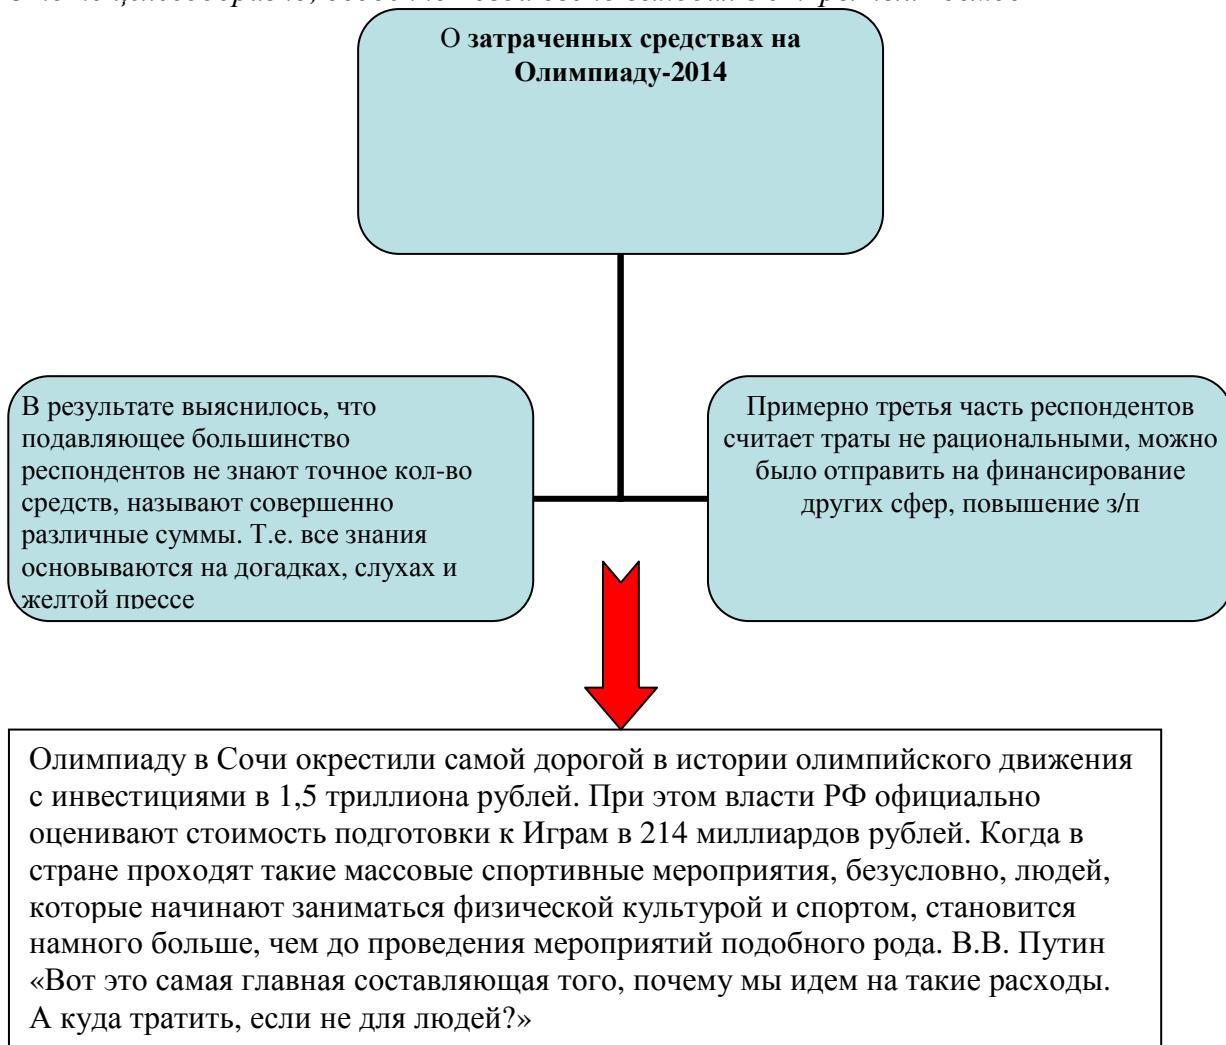 О затраченных средствах на
Олимпиаду-2014
В результате выяснилось, что
подавляющее большинство
респондентов не знают точное кол-во
средств, называют совершенно
различные суммы. Т.е. все знания
основываются на догадках, слухах и
желтой прессе
Примерно третья часть респондентов
считает траты не рациональными, можно
было отправить на финансирование
других сфер, повышение з/п
Олимпиаду в Сочи окрестили самой дорогой в истории олимпийского движения
с инвестициями в 1,5 триллиона рублей. При этом власти РФ официально
оценивают стоимость подготовки к Играм в 214 миллиардов рублей. Когда в
стране проходят такие массовые спортивные мероприятия, безусловно, людей,
которые начинают заниматься физической культурой и спортом, становится
намного больше, чем до проведения мероприятий подобного рода. В.В. Путин
«Вот это самая главная составляющая того, почему мы идем на такие расходы.
А куда тратить, если не для людей?»